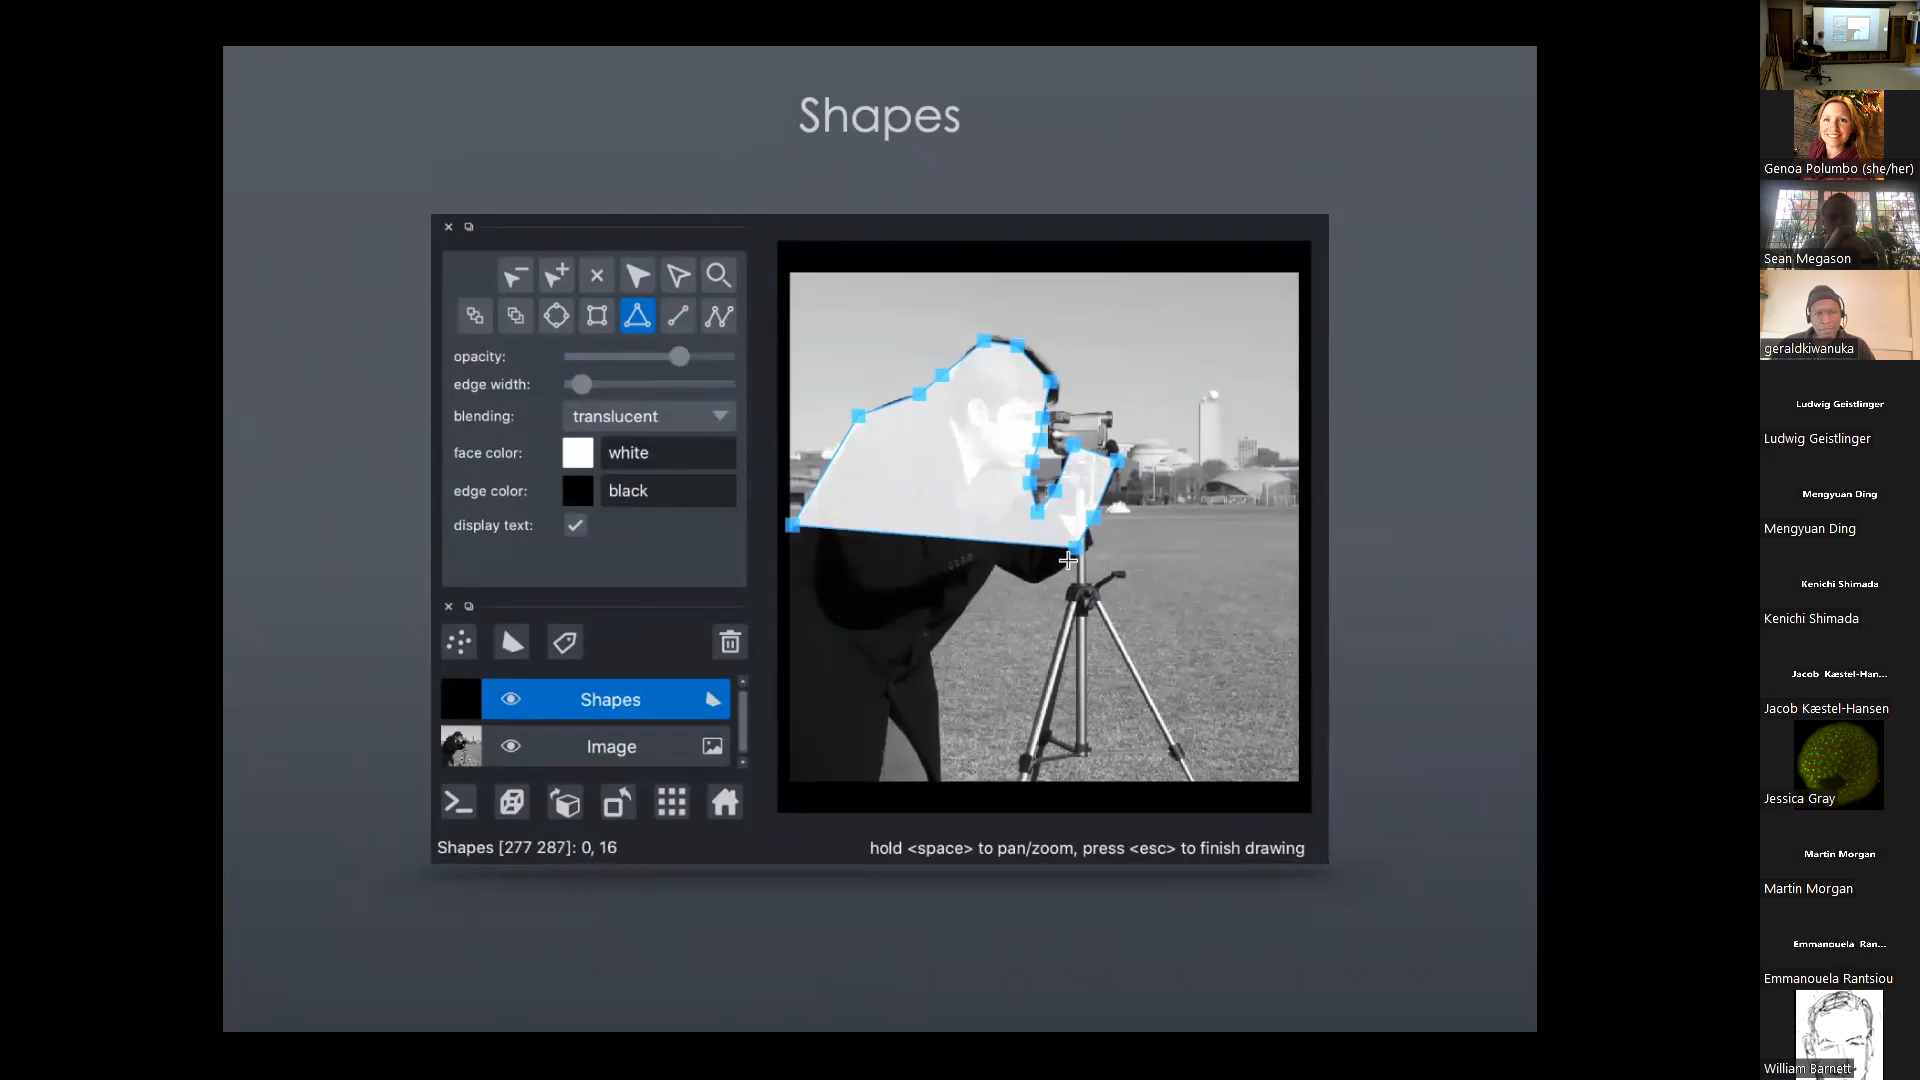 Shapes
opacity:
edge width:
blending: translucent
face color: white
edge color: black
display text:
Shapes
Image
Shapes [277 287]: 0, 16
hold <space> to pan/zoom, press <esc> to finish drawing
Genoa Polumbo (she/her)
Sean Megason
geraldkiwanuka
Ludwig Geistlinger
Ludwig Geistlinger
Mengyuan Ding
Mengyuan Ding
Kenichi Shimada
Kenichi Shimada
Jacob Kæstel-Han...
Jacob Kæstel-Hansen
Jessica Gray
Martin Morgan
Martin Morgan
Emmanouela Ran...
Emmanouela Rantsiou
William Barnett